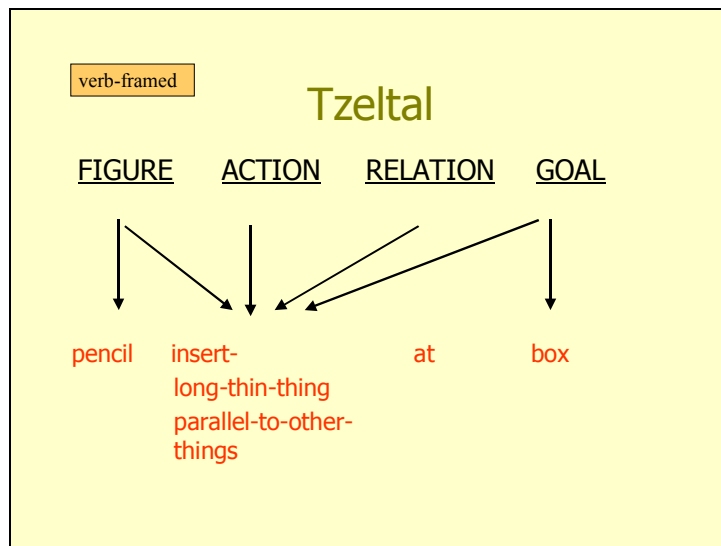 verb-framed
Tzeltal
FIGURE ACTION RELATION GOAL
pencil insert- at box
long-thin-thing
parallel-to-other-
things